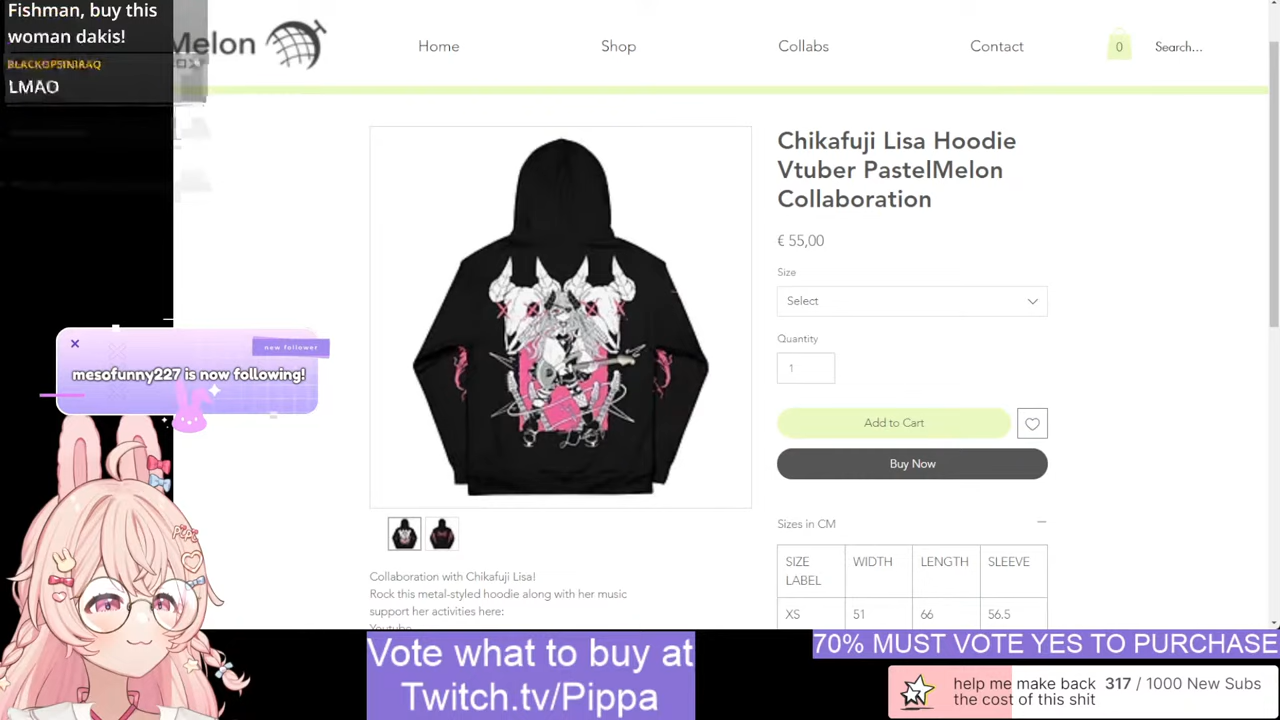 Fishman, buy this
woman dakis!
BLACKOPSINIRAQ
LMAO
Melon
Home
Shop
Collabs
Contact
0
Search...
Chikafuji Lisa Hoodie
Vtuber PastelMelon
Collaboration
€ 55,00
Size
Select
Quantity
1
Add to Cart
Buy Now
Sizes in CM
SIZE LABEL WIDTH LENGTH SLEEVE
XS 51 66 56.5
Collaboration with Chikafuji Lisa!
Rock this metal-styled hoodie along with her music
support her activities here:
Youtube
new follower
mesofunny227 is now following!
Pipi
Vote what to buy at
Twitch.tv/Pippa
70% MUST VOTE YES TO PURCHASE
help me make back 317 / 1000 New Subs
the cost of this shit